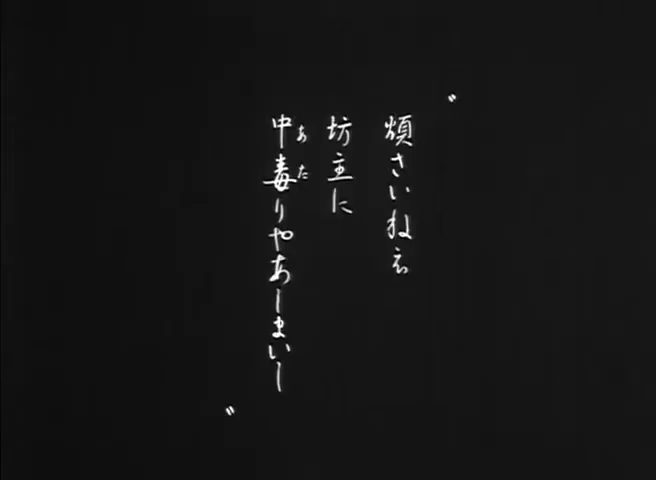 〝煩さいねえ
坊主に
中毒りやあしまいし〟